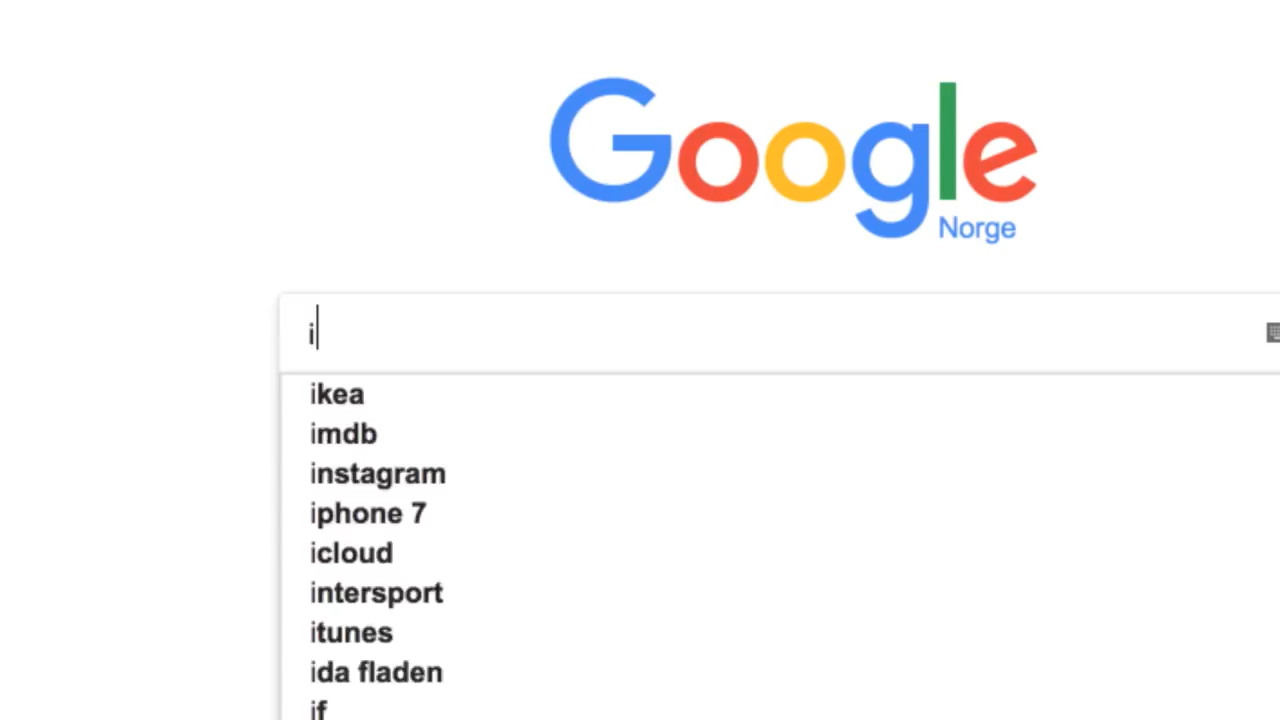 Google
Norge
i
ikea
imdb
instagram
iphone 7
icloud
intersport
itunes
ida fladen
if